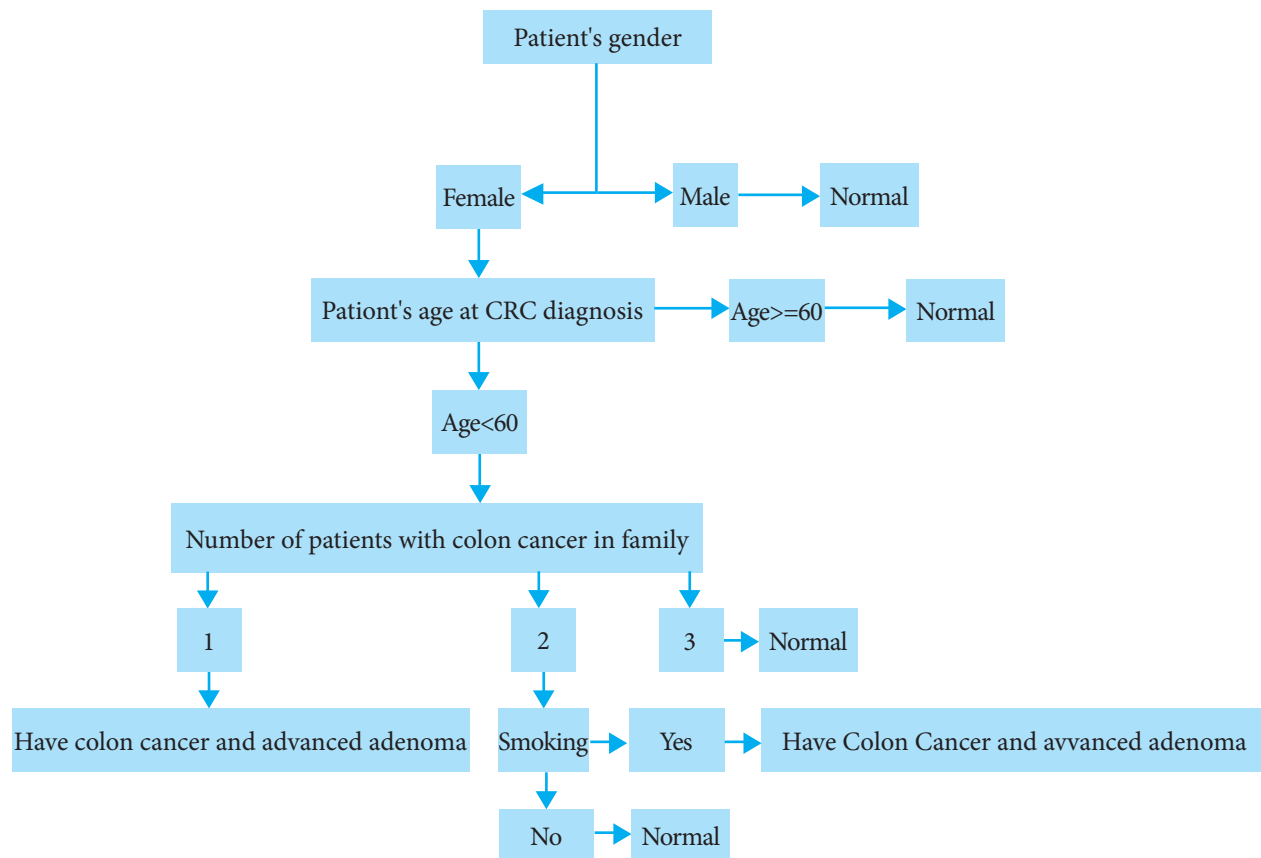 Patient's gender
Female
Male
Normal
Pationt's age at CRC diagnosis
Age>=60
Normal
Age<60
Number of patients with colon cancer in family
1
2
3
Normal
Have colon cancer and advanced adenoma
Smoking
Yes
Have Colon Cancer and avvanced adenoma
No
Normal